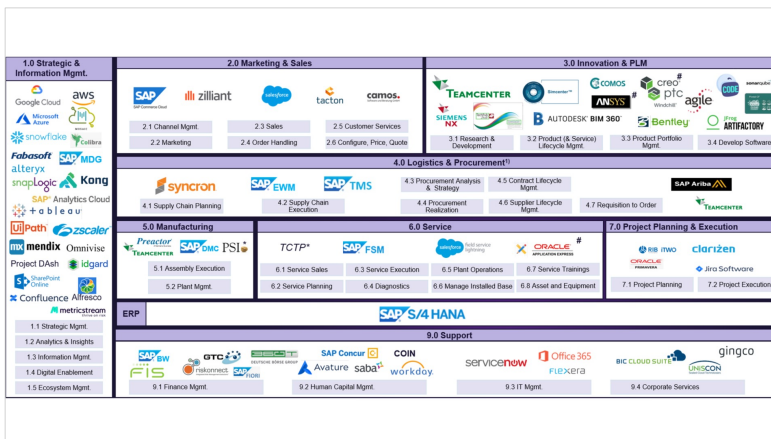 1.0 Strategic &
Information Mgmt.
Google Cloud
aws
Microsoft
Azure
snowflake
Collibra
Fabasoft
SAP MDG
alteryx
snapLogic
Kong
SAP Analytics Cloud
+ a b l e a u
UiPath
zscaler
mx mendix
Omnivise
Project DAsh
idgard
SharePoint
Online
Confluence
Alfresco
metricstream
1.1 Strategic Mgmt.
1.2 Analytics & Insights
1.3 Information Mgmt.
1.4 Digital Enablement
1.5 Ecosystem Mgmt.
2.0 Marketing & Sales
SAP
SAP Commerce Cloud
zilliant
salesforce
tacton
camos.
2.1 Channel Mgmt.
2.3 Sales
2.5 Customer Services
2.2 Marketing
2.4 Order Handling
2.6 Configure, Price, Quote
3.0 Innovation & PLM
TEAMCENTER
Simcenter™
COMOS
ANSYS
#
creo
ptc
Windchill
#
agile
CODE
SIEMENS
NX
AUTODESK BIM 360
Bentley
jFrog
ARTIFACTORY
3.1 Research &
Development
3.2 Product (& Service)
Lifecycle Mgmt.
3.3 Product Portfolio
Mgmt.
3.4 Develop Software
4.0 Logistics & Procurement1)
syncron
SAP EWM
SAP TMS
4.3 Procurement Analysis
& Strategy
4.5 Contract Lifecycle
Mgmt.
SAP Ariba
4.1 Supply Chain Planning
4.2 Supply Chain
Execution
4.4 Procurement
Realization
4.6 Supplier Lifecycle
Mgmt.
4.7 Requisition to Order
TEAMCENTER
5.0 Manufacturing
Preactor
TEAMCENTER
SAP DMC
PSI
5.1 Assembly Execution
5.2 Plant Mgmt.
6.0 Service
TCTP*
SAP FSM
salesforce
field service
lightning
ORACLE
APPLICATION EXPRESS
#
6.1 Service Sales
6.3 Service Execution
6.5 Plant Operations
6.7 Service Trainings
6.2 Service Planning
6.4 Diagnostics
6.6 Manage Installed Base
6.8 Asset and Equipment
7.0 Project Planning & Execution
RIB iTWO
clarizen
ORACLE
PRIMAVERA
Jira Software
7.1 Project Planning
7.2 Project Execution
ERP
SAP S/4 HANA
9.0 Support
SAP BW
FIS
GTC
riskonnect
SAP FIORI
360T
DEUTSCHE BÖRSE GROUP
SAP Concur C
Avature
saba
COIN
workday.
servicenow
Office 365
FLEXERA
BIC CLOUD SUITE
UNISCON
gingco
9.1 Finance Mgmt.
9.2 Human Capital Mgmt.
9.3 IT Mgmt.
9.4 Corporate Services